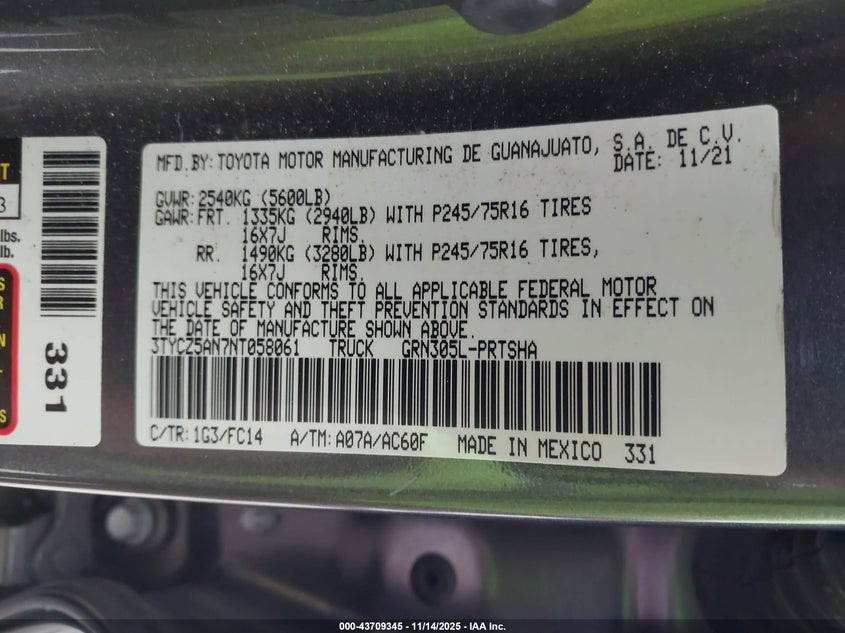 T
3
lbs.
lb.
S
R
N
L-
S
331
MFD.BY:TOYOTA MOTOR MANUFACTURING DE GUANAJUATO, S.A. DE C.V.
DATE: 11/21
GVWR:2540KG (5600LB)
GAWR:FRT. 1335KG (2940LB) WITH P245/75R16 TIRES
16X7J RIMS.
RR. 1490KG (3280LB) WITH P245/75R16 TIRES,
16X7J RIMS.
THIS VEHICLE CONFORMS TO ALL APPLICABLE FEDERAL MOTOR
VEHICLE SAFETY AND THEFT PREVENTION STANDARDS IN EFFECT ON
THE DATE OF MANUFACTURE SHOWN ABOVE.
3TYCZ5AN7NT058061 TRUCK GRN305L-PRTSHA
C/TR:1G3/FC14 A/TM:A07A/AC60F MADE IN MEXICO 331
000-43709345 - 11/14/2025 - IAA Inc.